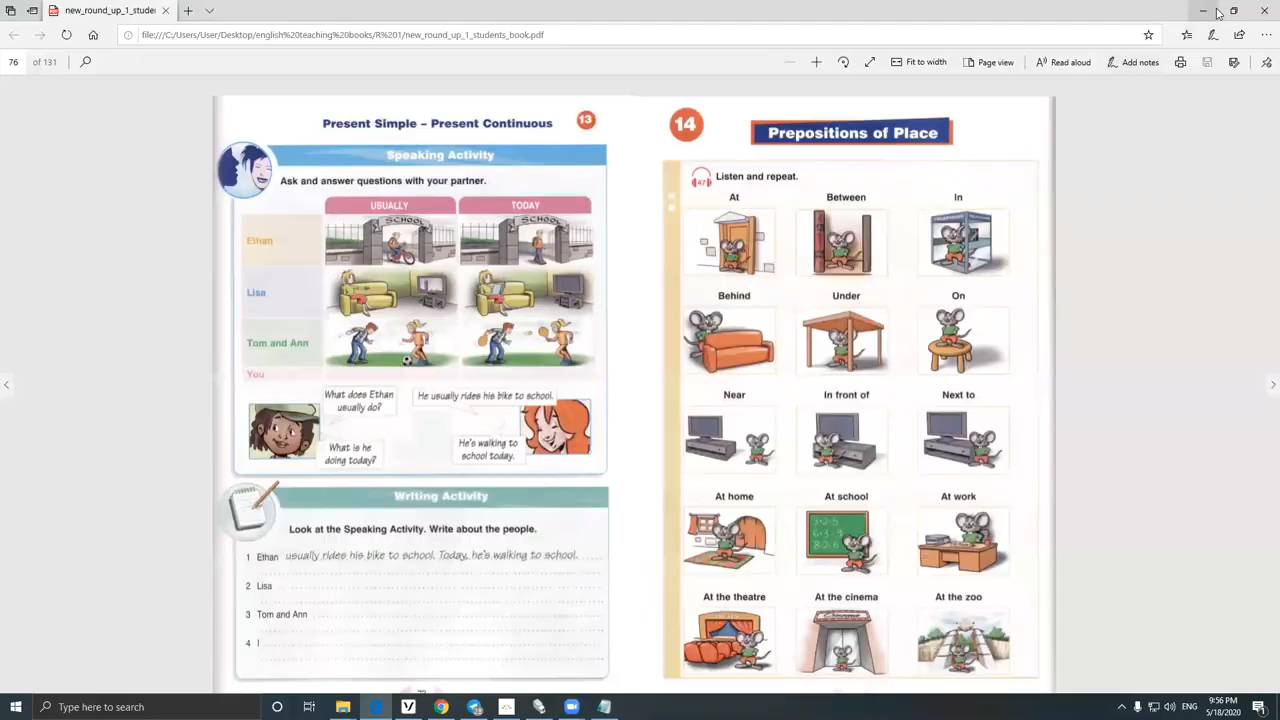 new_round_up_1_stude
file:///C:/Users/User/Desktop/english%20teaching%20books/R%201/new_round_up_1_students_book.pdf
76 of 131
Fit to width
Page view
Read aloud
Add notes
Present Simple – Present Continuous 13
Speaking Activity
Ask and answer questions with your partner.
USUALLY TODAY
SCHOOL SCHOOL
Ethan
Lisa
Tom and Ann
You
What does Ethan
usually do?
He usually rides his bike to school.
What is he
doing today?
He's walking to
school today.
Writing Activity
Look at the Speaking Activity. Write about the people.
1 Ethan usually rides his bike to school. Today, he's walking to school.
2 Lisa
3 Tom and Ann
4 I
14 Prepositions of Place
47 Listen and repeat.
At Between In
Behind Under On
Near In front of Next to
At home At school At work
At the theatre At the cinema At the zoo
Type here to search
ENG
9:56 PM
5/18/2020